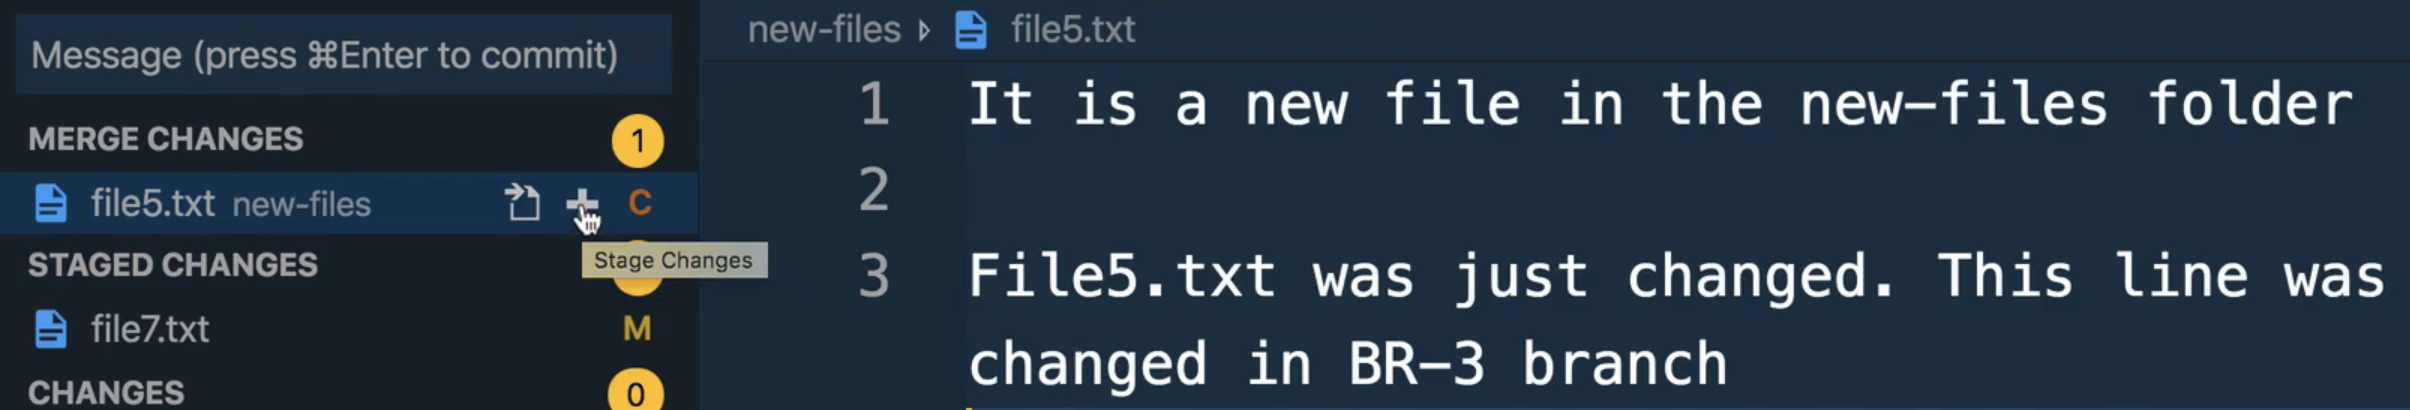 Message (press ⌘Enter to commit)
MERGE CHANGES 1
file5.txt new-files C
Stage Changes
STAGED CHANGES
file7.txt M
CHANGES 0
new-files file5.txt
1 It is a new file in the new-files folder
2
3 File5.txt was just changed. This line was
changed in BR-3 branch